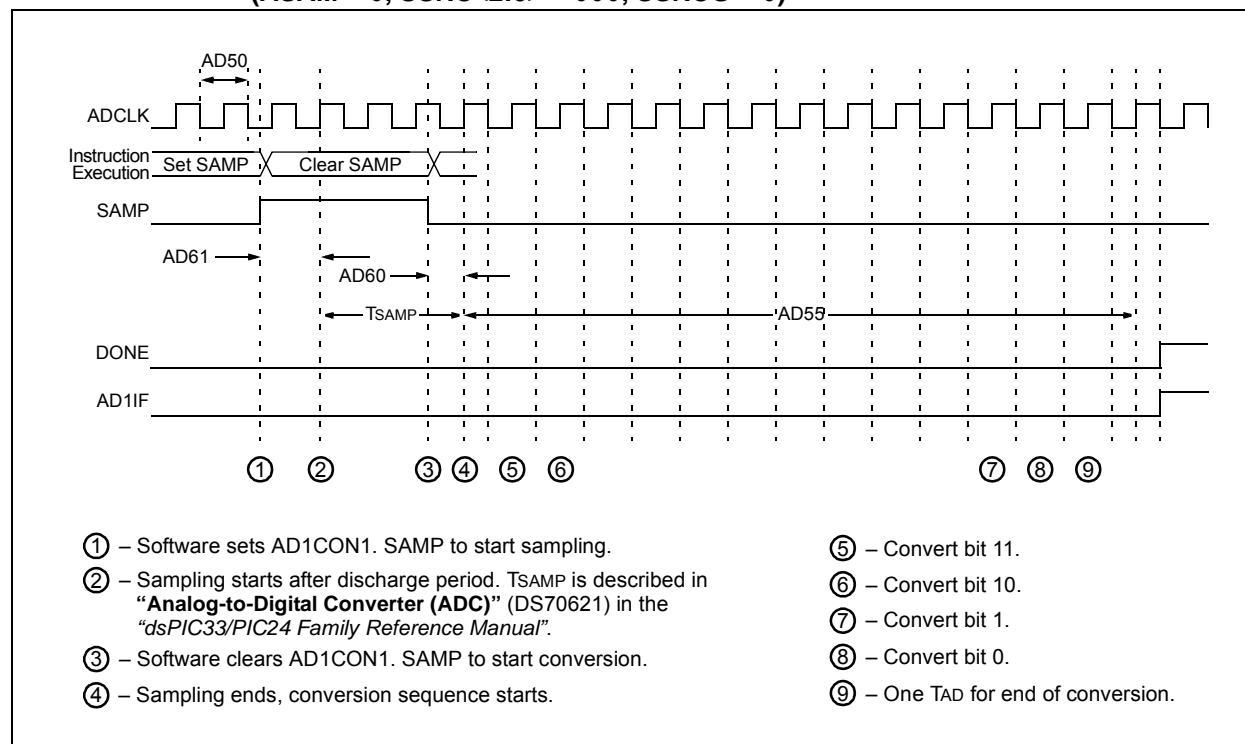 AD50
ADCLK
Instruction
Execution
Set SAMP
Clear SAMP
SAMP
AD61
AD60
TSAMP
AD55
DONE
AD1IF
1 2 3 4 5 6 7 8 9
1 – Software sets AD1CON1. SAMP to start sampling.
2 – Sampling starts after discharge period. TSAMP is described in
“Analog-to-Digital Converter (ADC)” (DS70621) in the
“dsPIC33/PIC24 Family Reference Manual”.
3 – Software clears AD1CON1. SAMP to start conversion.
4 – Sampling ends, conversion sequence starts.
5 – Convert bit 11.
6 – Convert bit 10.
7 – Convert bit 1.
8 – Convert bit 0.
9 – One TAD for end of conversion.